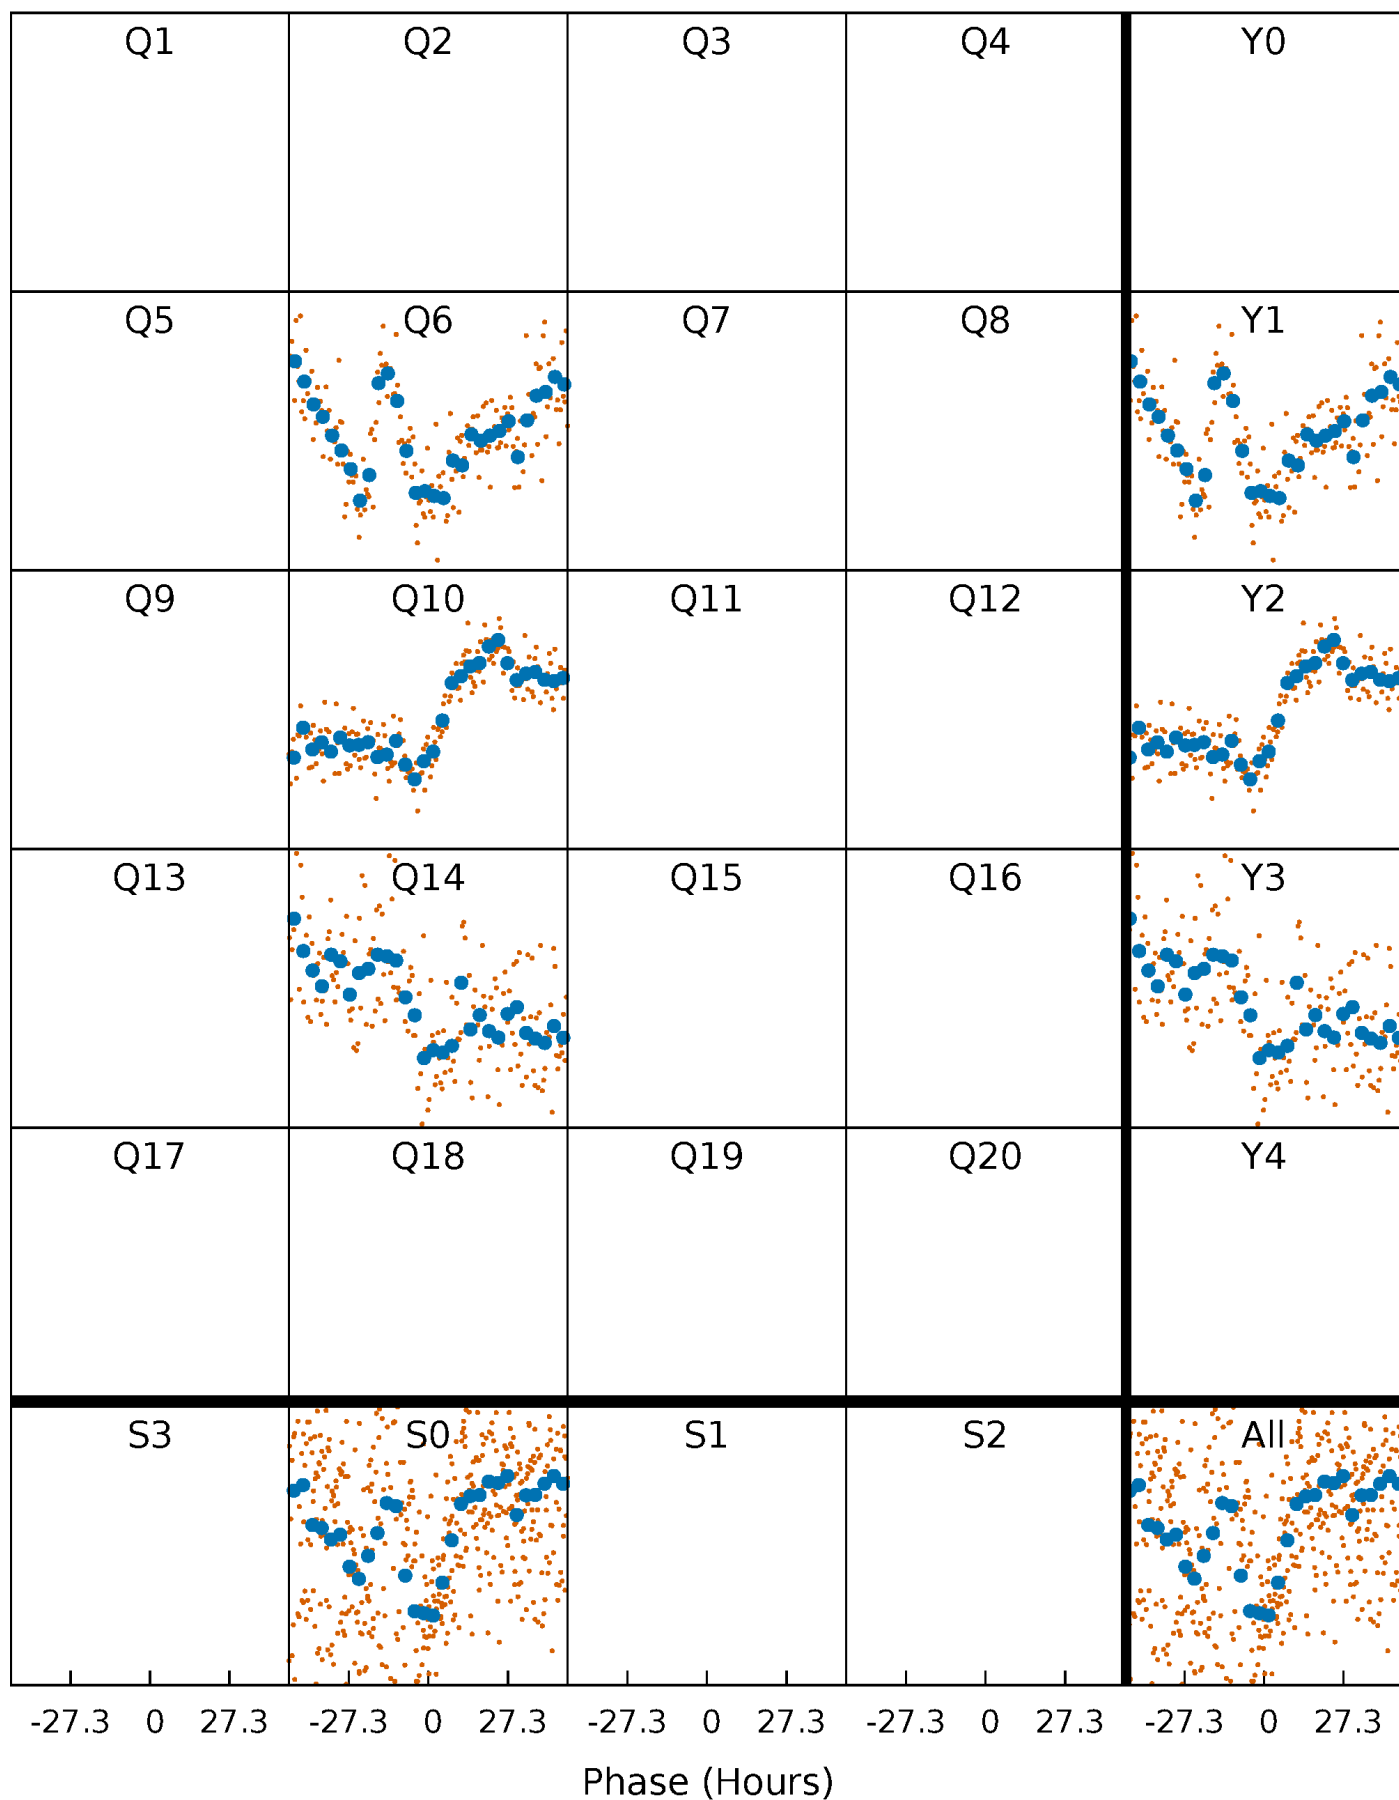 Q1 Q2 Q3 Q4 Y0
Q5 Q6 Q7 Q8 Y1
Q9 Q10 Q11 Q12 Y2
Q13 Q14 Q15 Q16 Y3
Q17 Q18 Q19 Q20 Y4
S3 S0 S1 S2 All
-27.3 0 27.3 -27.3 0 27.3 -27.3 0 27.3 -27.3 0 27.3 -27.3 0 27.3
Phase (Hours)